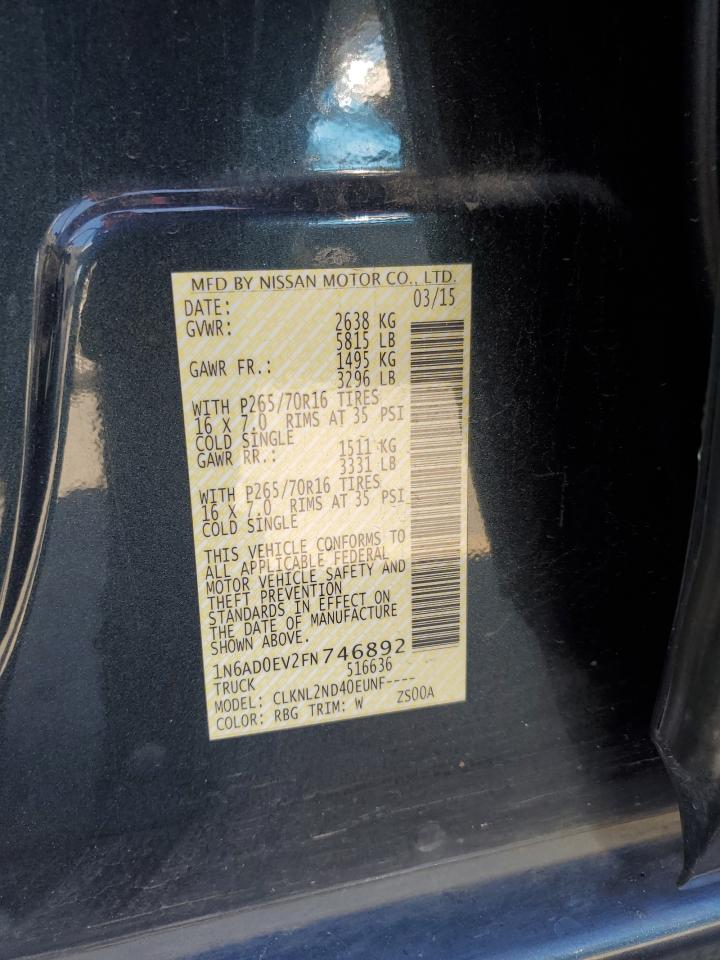 MFD BY NISSAN MOTOR CO., LTD.
DATE: 03/15
GVWR: 2638 KG
5815 LB
GAWR FR.: 1495 KG
3296 LB
WITH P265/70R16 TIRES
16 X 7.0 RIMS AT 35 PSI
COLD SINGLE
GAWR RR.: 1511 KG
3331 LB
WITH P265/70R16 TIRES
16 X 7.0 RIMS AT 35 PSI
COLD SINGLE
THIS VEHICLE CONFORMS TO
ALL APPLICABLE FEDERAL
MOTOR VEHICLE SAFETY AND
THEFT PREVENTION
STANDARDS IN EFFECT ON
THE DATE OF MANUFACTURE
SHOWN ABOVE.
1N6AD0EV2FN746892
TRUCK 516636
MODEL: CLKNL2ND40EUNF----
COLOR: RBG TRIM: W ZS00A